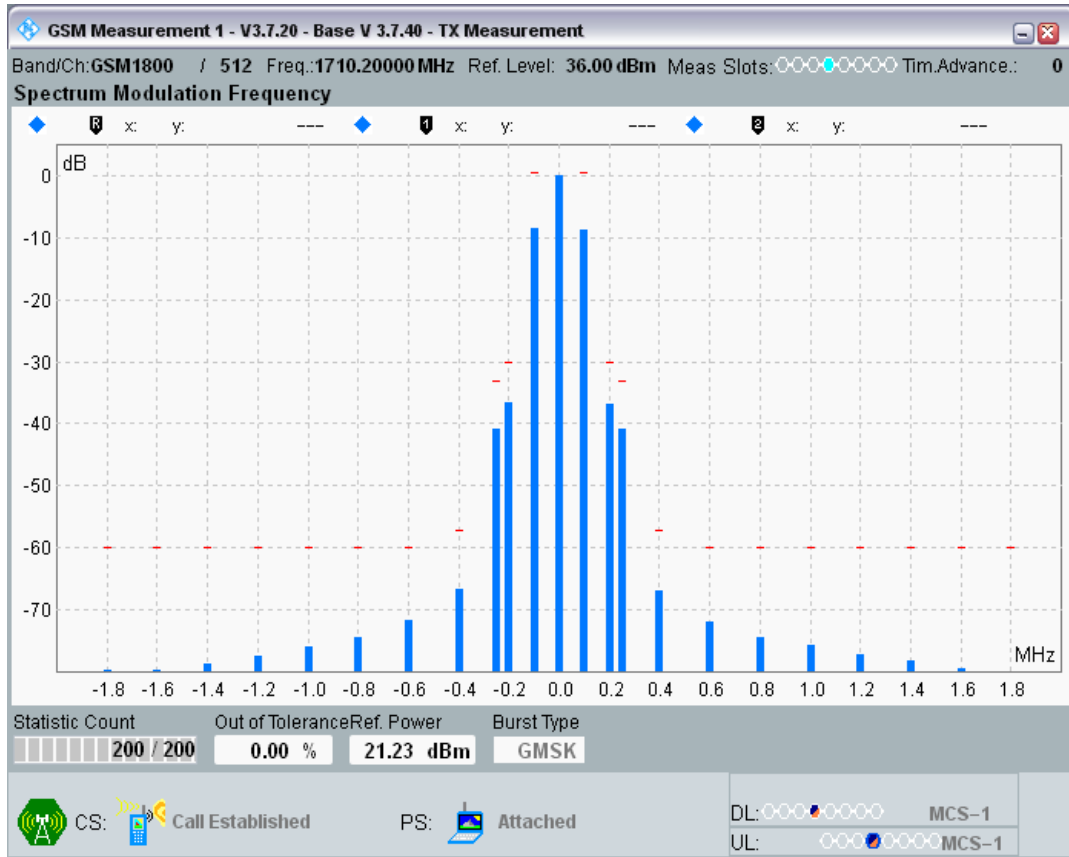 GSM Measurement 1 - V3.7.20 - Base V 3.7.40 - TX Measurement
Band/Ch:GSM1800 / 512 Freq.:1710.20000 MHz Ref. Level: 36.00 dBm Meas Slots: Tim.Advance.: 0
Spectrum Modulation Frequency
R x: y: --- 1 x: y: --- 2 x: y: ---
dB
0
-10
-20
-30
-40
-50
-60
-70
MHz
-1.8 -1.6 -1.4 -1.2 -1.0 -0.8 -0.6 -0.4 -0.2 0.0 0.2 0.4 0.6 0.8 1.0 1.2 1.4 1.6 1.8
Statistic Count Out of Tolerance Ref. Power Burst Type
200 / 200 0.00 % 21.23 dBm GMSK
CS: Call Established PS: Attached
DL: MCS-1
UL: MCS-1